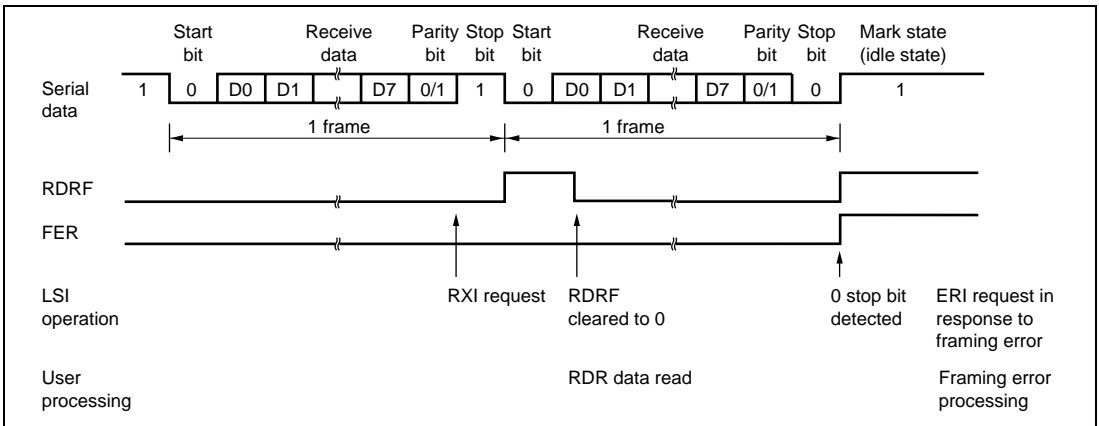 Start Receive Parity Stop Start Receive Parity Stop Mark state
bit data bit bit bit data bit bit (idle state)
Serial 1 0 D0 D1 D7 0/1 1 0 D0 D1 D7 0/1 0 1
data
1 frame 1 frame
RDRF
FER
LSI RXI request RDRF 0 stop bit ERI request in
operation cleared to 0 detected response to
framing error
User RDR data read Framing error
processing processing